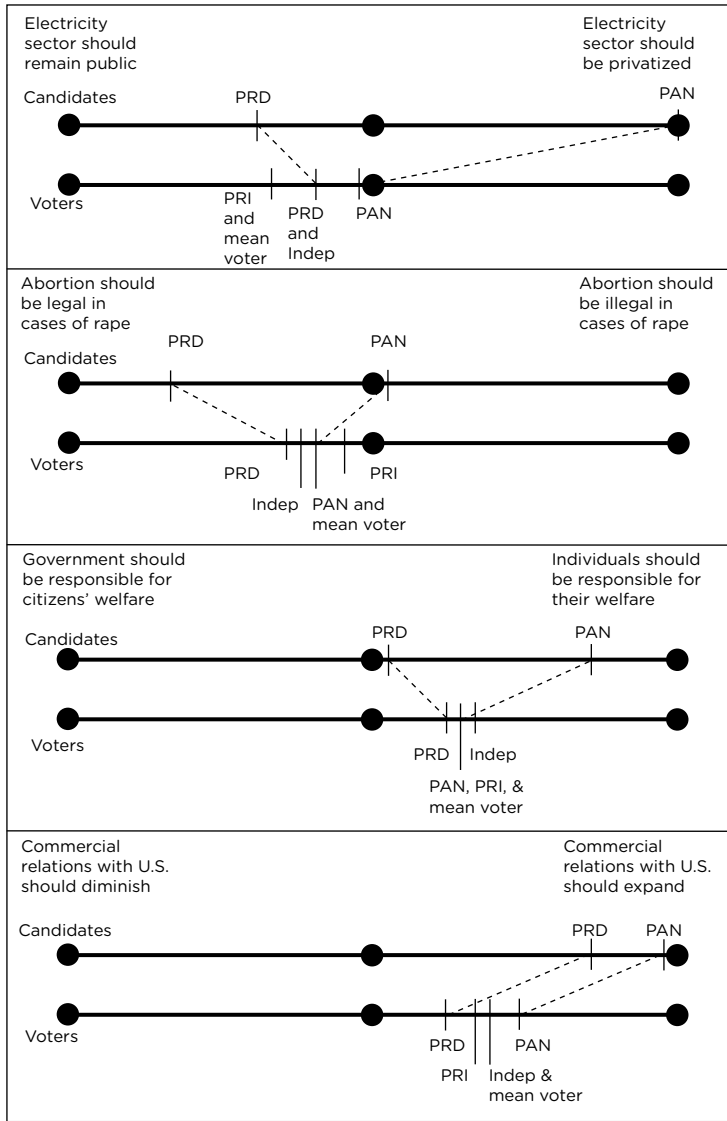 Electricity
sector should
remain public
Electricity
sector should
be privatized
Candidates
PRD
PAN
Voters
PRI
and
mean
voter
PRD
and
Indep
PAN
Abortion should
be legal in
cases of rape
Abortion should
be illegal in
cases of rape
Candidates
PRD
PAN
Voters
PRD
PRI
Indep
PAN and
mean voter
Government should
be responsible for
citizens’ welfare
Individuals should
be responsible for
their welfare
Candidates
PRD
PAN
Voters
PRD
Indep
PAN, PRI, &
mean voter
Commercial
relations with U.S.
should diminish
Commercial
relations with U.S.
should expand
Candidates
PRD
PAN
Voters
PRD
PAN
PRI
Indep &
mean voter